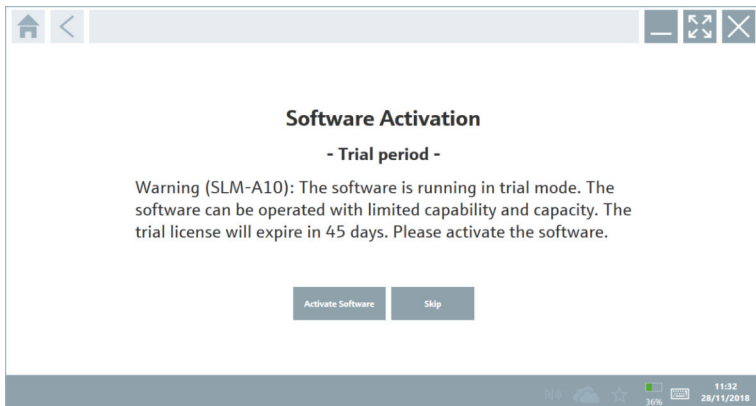 Software Activation
- Trial period -
Warning (SLM-A10): The software is running in trial mode. The
software can be operated with limited capability and capacity. The
trial license will expire in 45 days. Please activate the software.
Activate Software Skip
36%
11:32
28/11/2018